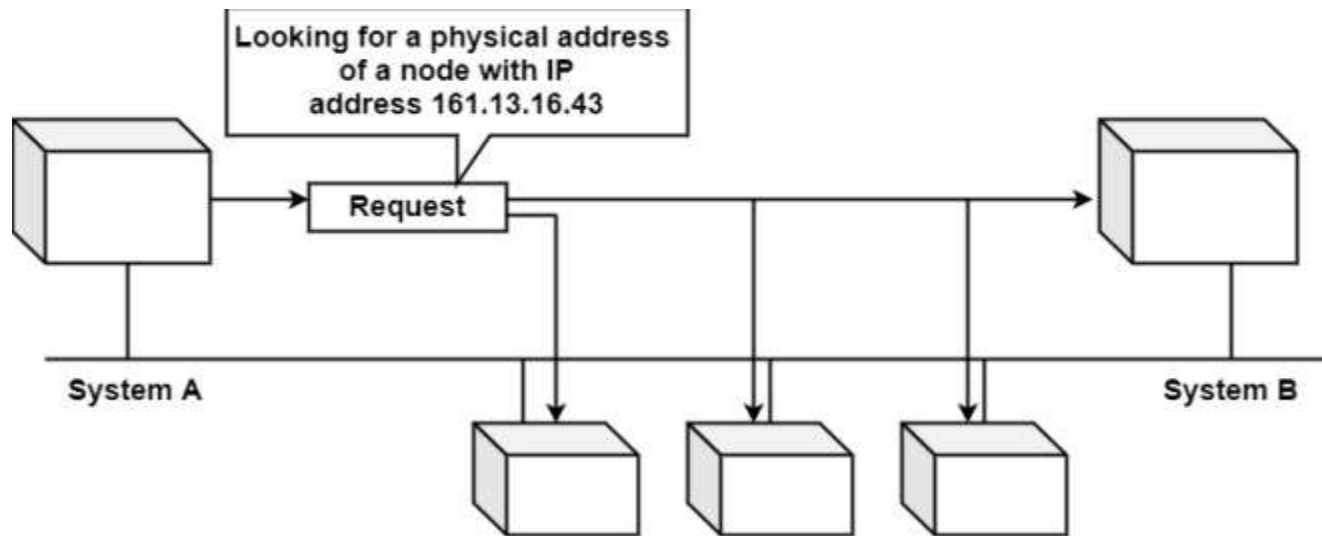 Looking for a physical address
of a node with IP
address 161.13.16.43
Request
System A
System B